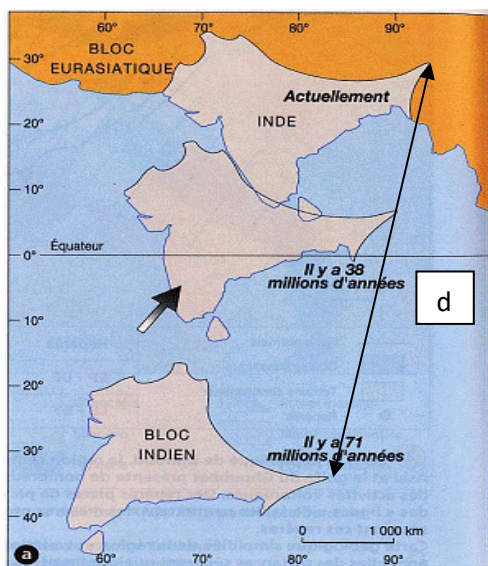 60° 70° 80° 90°
BLOC
EURASIATIQUE
30°
Actuellement
INDE
20°
10°
Équateur
0°
Il y a 38
millions d'années
d
10°
20°
BLOC
INDIEN
Il y a 71
millions d'années
30°
40°
0 1 000 km
a
60° 70° 80° 90°